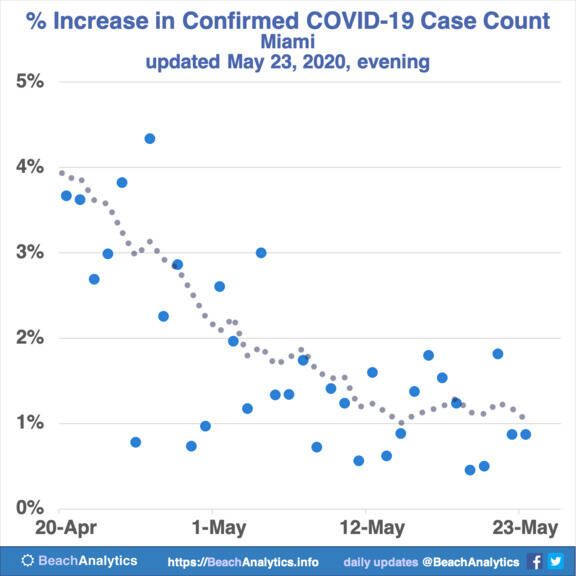 % Increase in Confirmed COVID-19 Case Count
Miami
updated May 23, 2020, evening
5%
4%
3%
2%
1%
0%
20-Apr 1-May 12-May 23-May
BeachAnalytics https://BeachAnalytics.info daily updates @BeachAnalytics